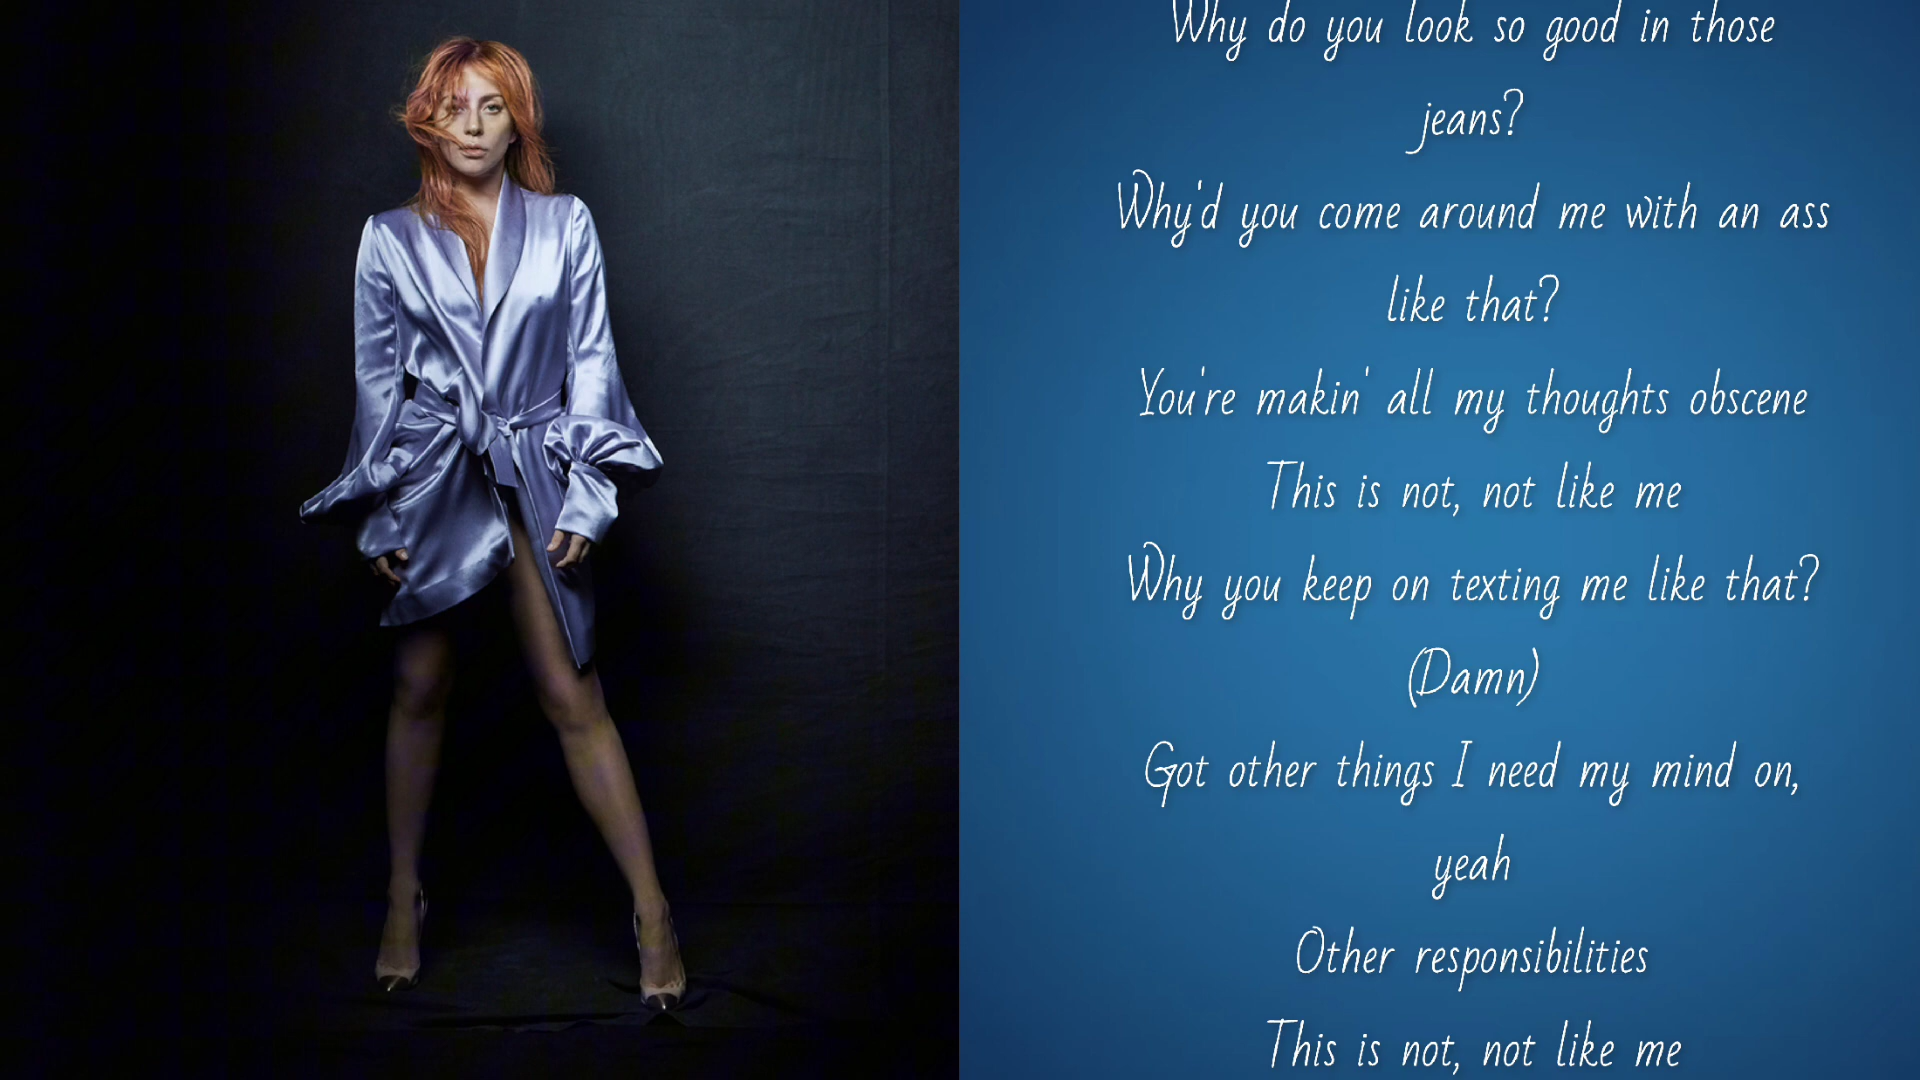 Why do you look so good in those
jeans?
Why'd you come around me with an ass
like that?
You're makin' all my thoughts obscene
This is not, not like me
Why you keep on texting me like that?
(Damn)
Got other things I need my mind on,
yeah
Other responsibilities
This is not, not like me